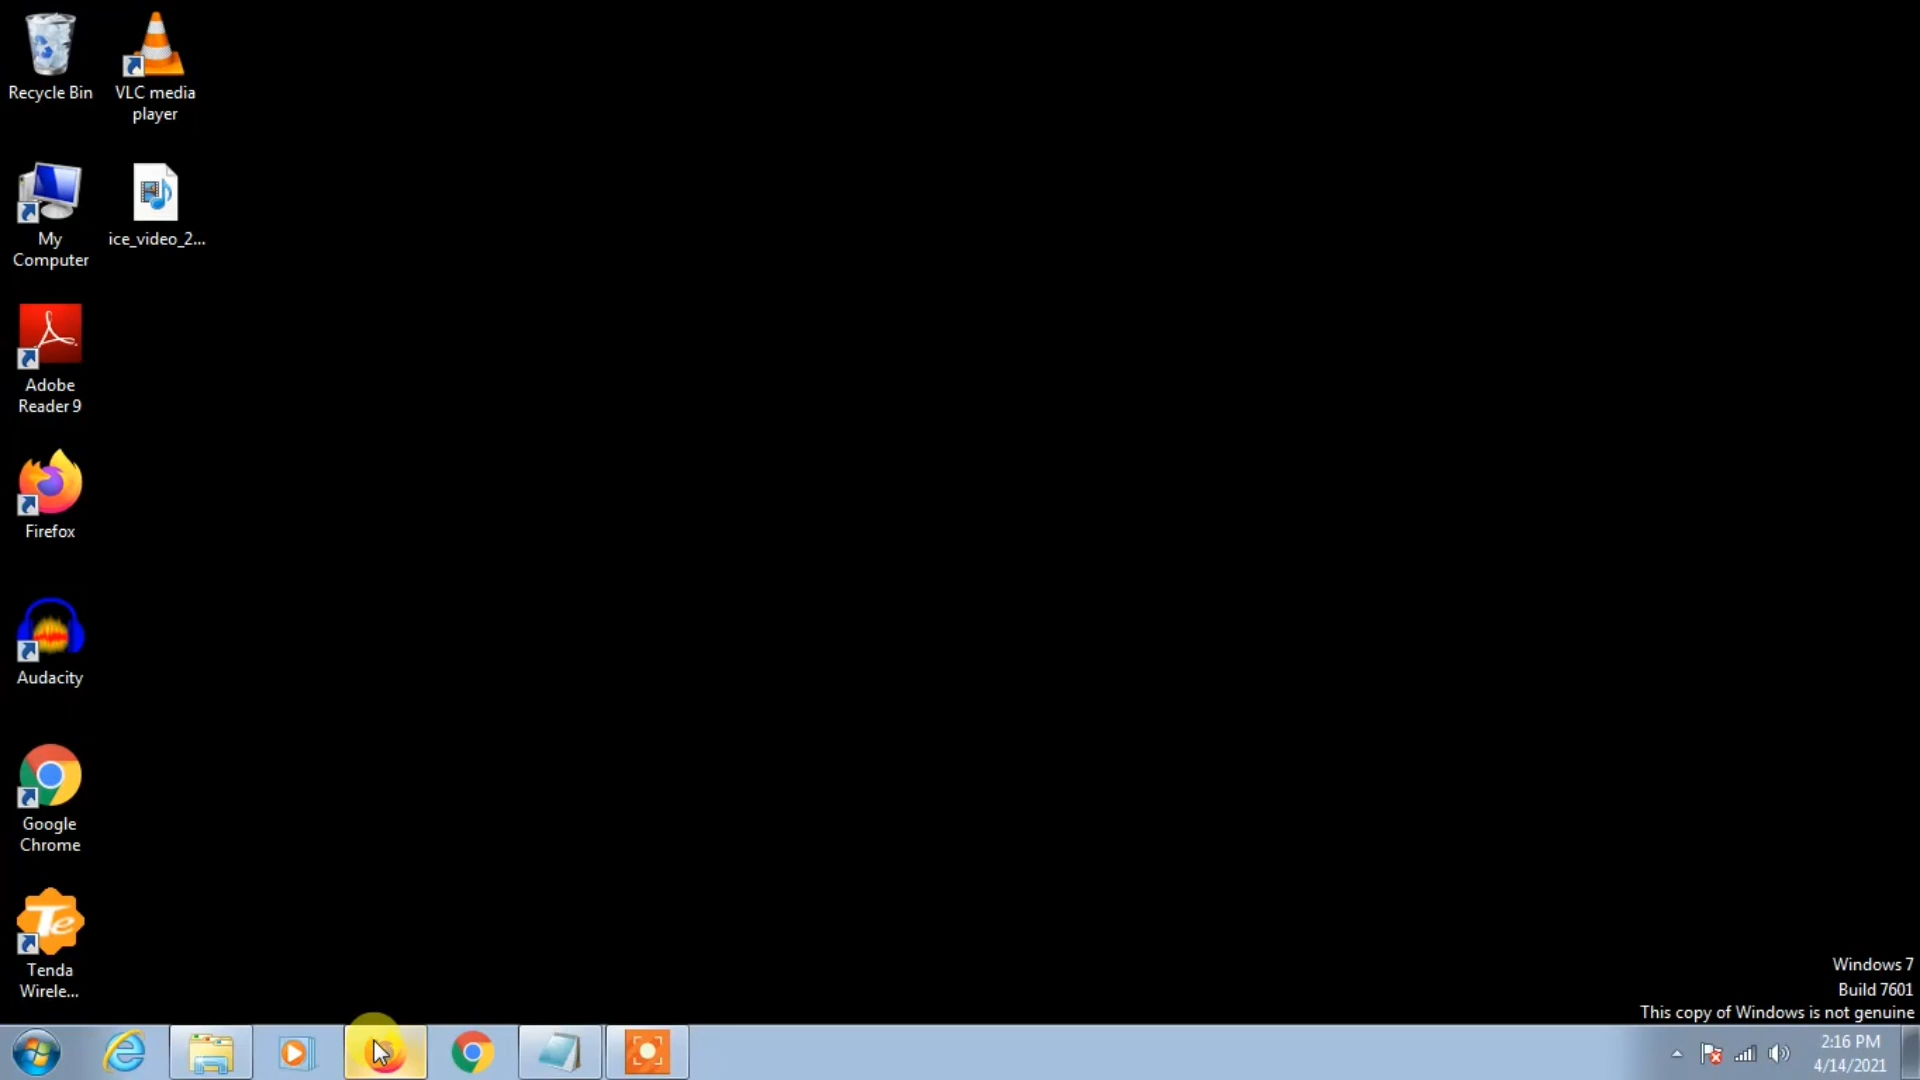 Recycle Bin
VLC media
player
My
Computer
ice_video_2...
Adobe
Reader 9
Firefox
Audacity
Google
Chrome
Te
Tenda
Wirele...
Windows 7
Build 7601
This copy of Windows is not genuine
2:16 PM
4/14/2021